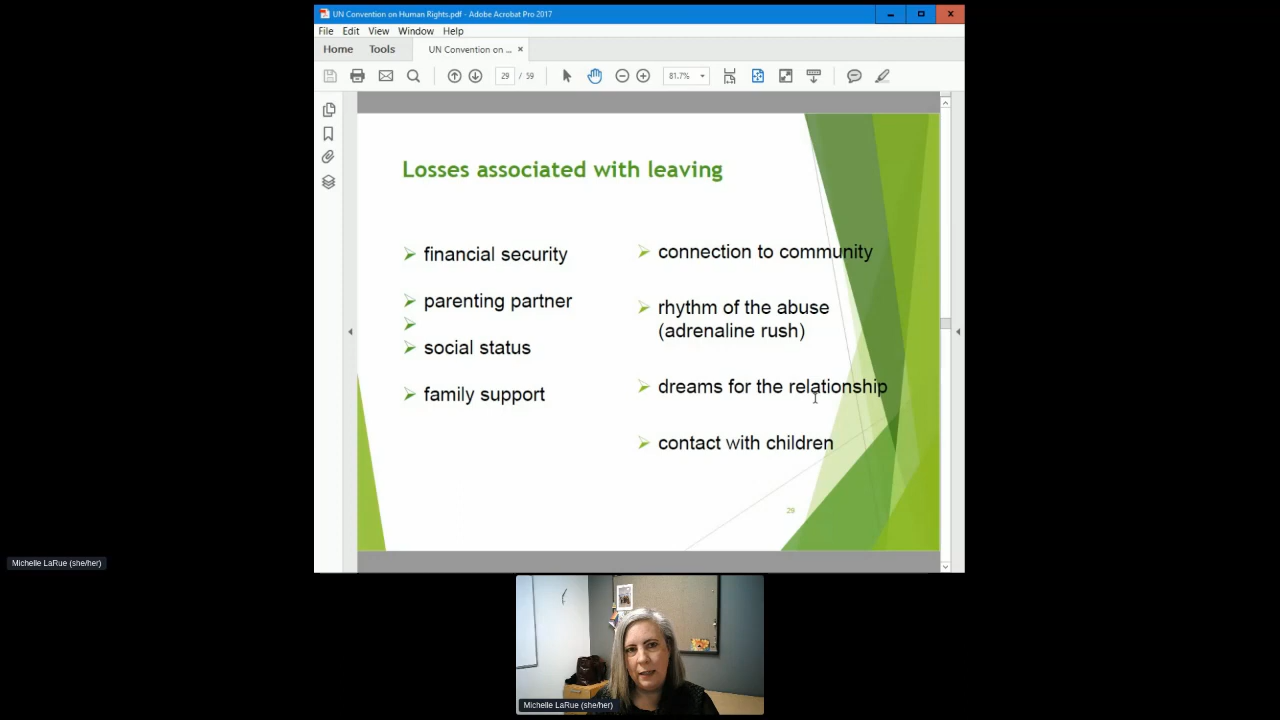 UN Convention on Human Rights.pdf - Adobe Acrobat Pro 2017
File Edit View Window Help
Home Tools UN Convention on ... ×
29 / 59 81.7%
Losses associated with leaving
financial security
parenting partner
social status
family support
connection to community
rhythm of the abuse
(adrenaline rush)
dreams for the relationship
contact with children
29
Michelle LaRue (she/her)
Michelle LaRue (she/her)